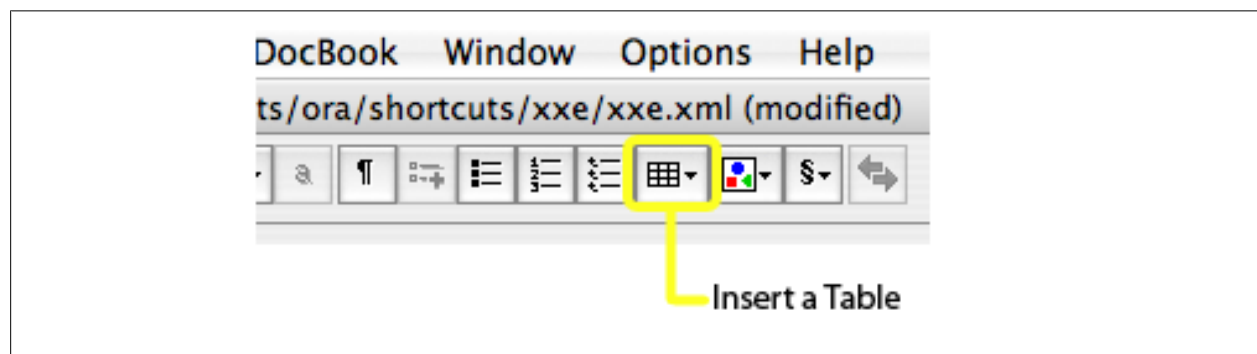 DocBook Window Options Help
ts/ora/shortcuts/xxe/xxe.xml (modified)
a ¶ § 
Insert a Table